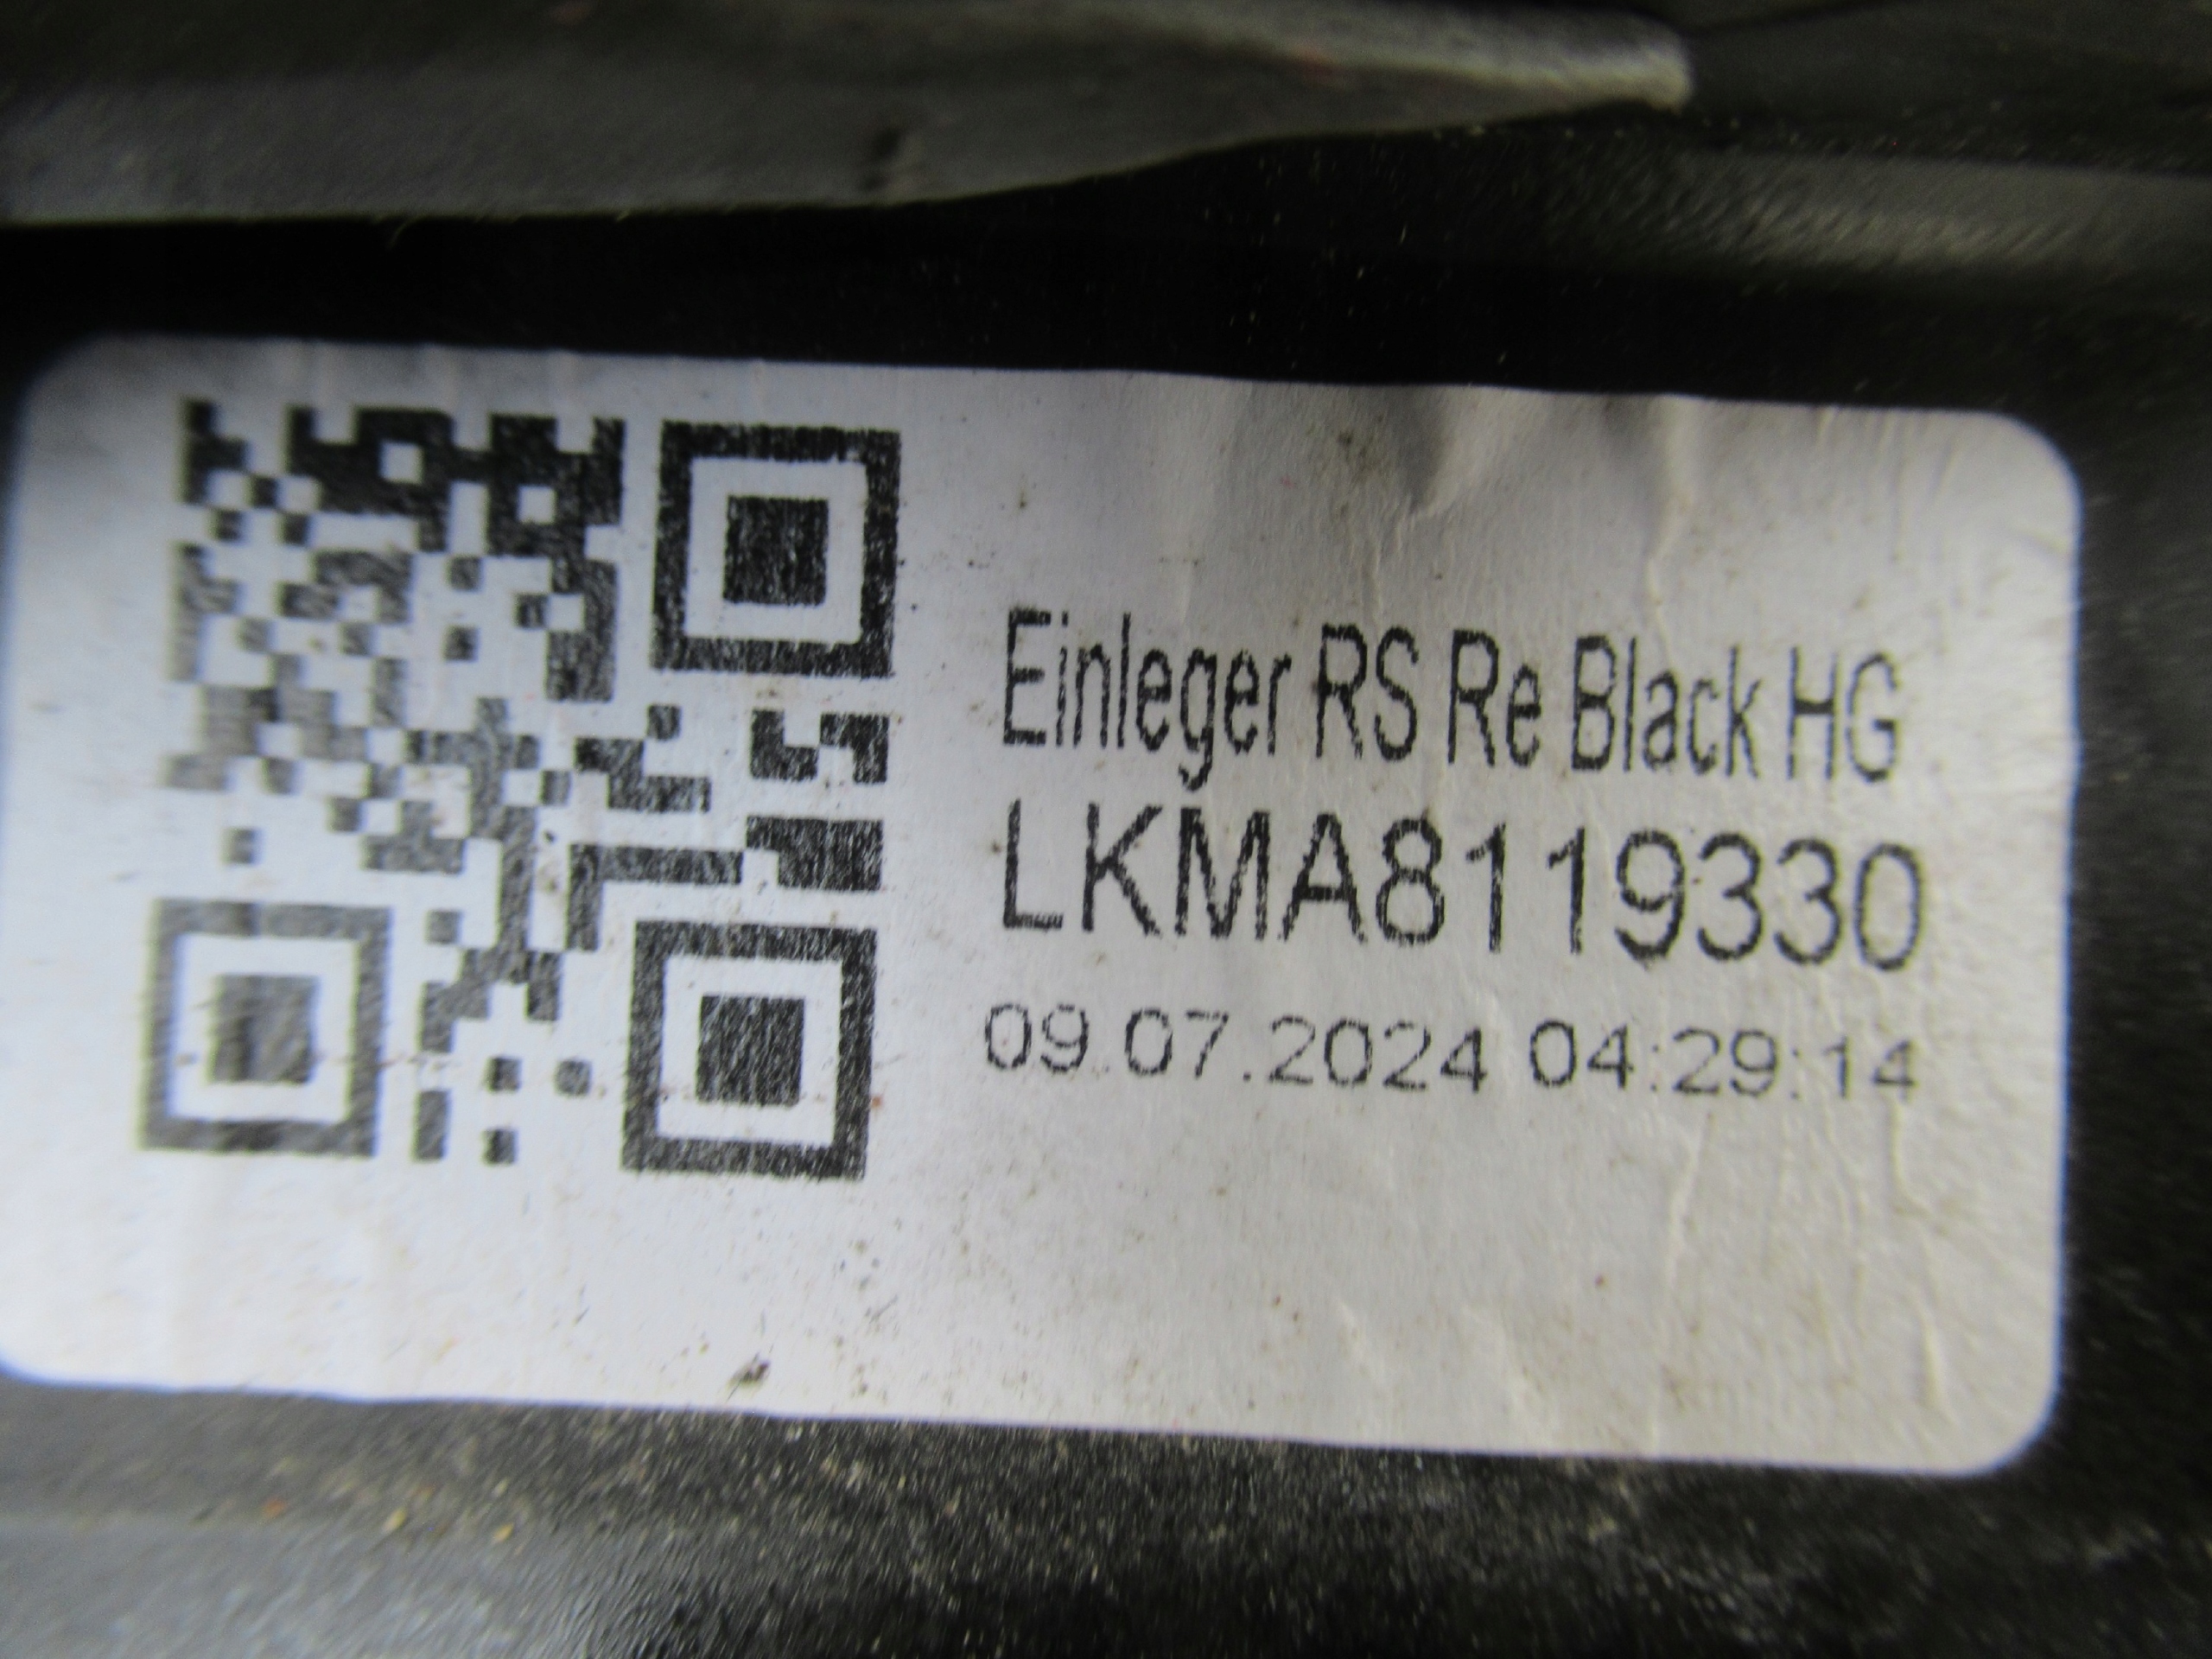 Einleger RS Re Black HG
LKMA8119330
09.07.2024 04:29:14